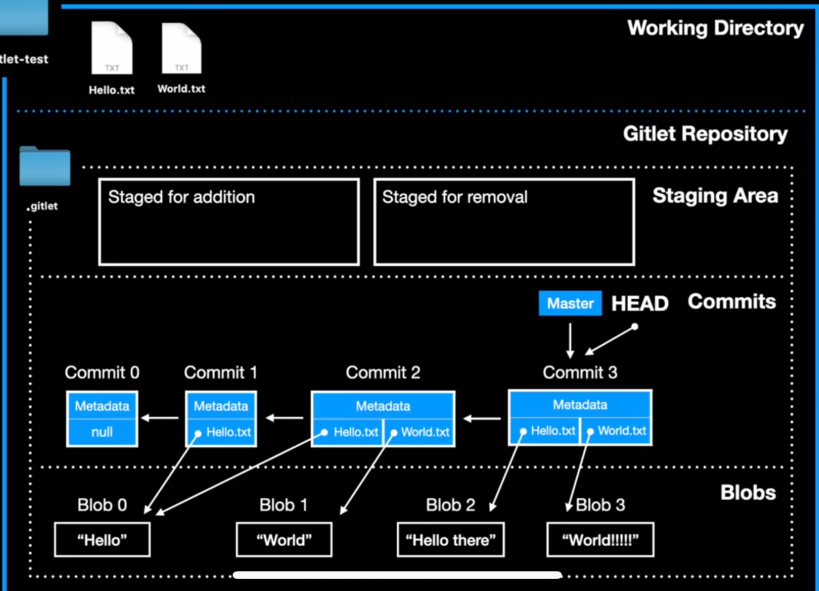 Working Directory
tlet-test
TXT
TXT
Hello.txt
World.txt
Gitlet Repository
.gitlet
Staged for addition
Staged for removal
Staging Area
Master
HEAD
Commits
Commit 0
Commit 1
Commit 2
Commit 3
Metadata
Metadata
Metadata
Metadata
null
Hello.txt
Hello.txt
World.txt
Hello.txt
World.txt
Blobs
Blob 0
Blob 1
Blob 2
Blob 3
“Hello”
“World”
“Hello there”
“World!!!!!”